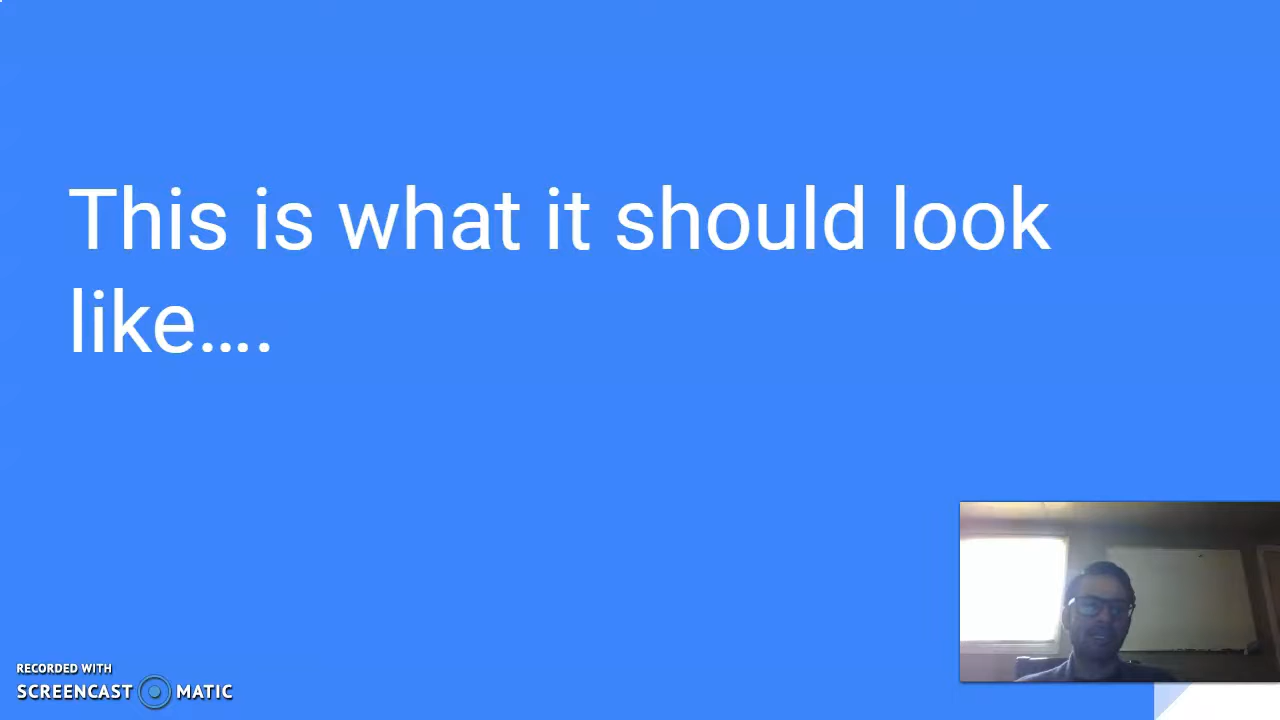 This is what it should look
like….
RECORDED WITH
SCREENCAST MATIC